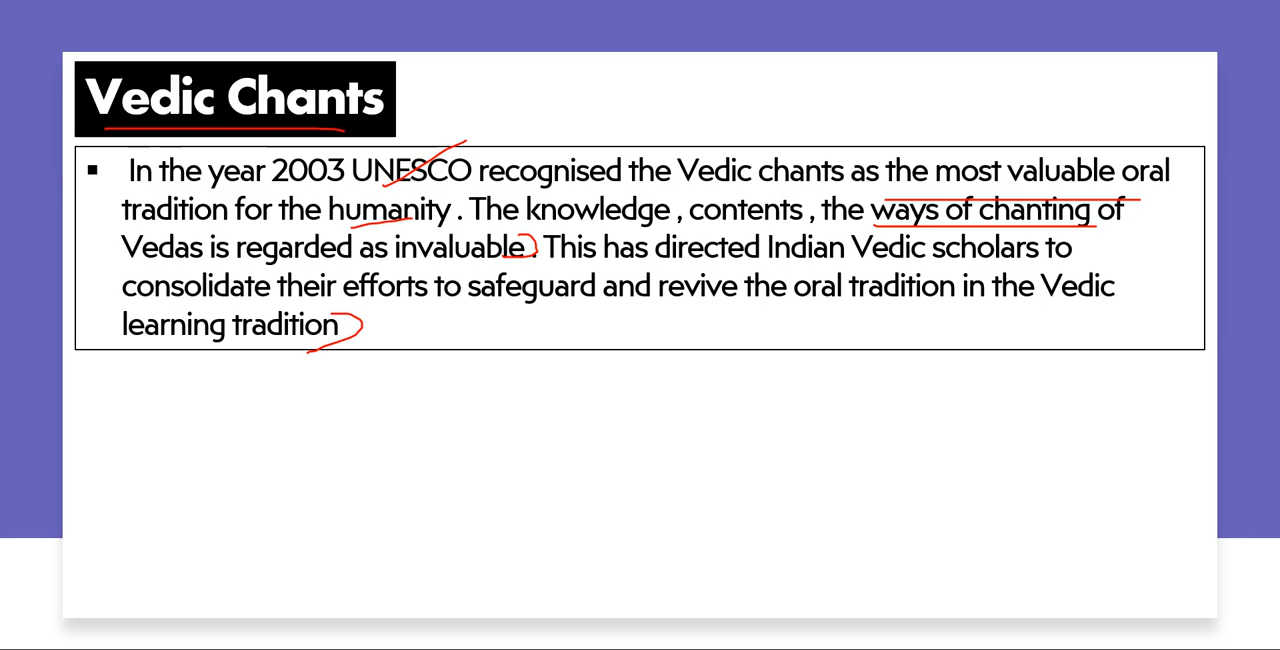 Vedic Chants
▪ In the year 2003 UNESCO recognised the Vedic chants as the most valuable oral
tradition for the humanity . The knowledge , contents , the ways of chanting of
Vedas is regarded as invaluable . This has directed Indian Vedic scholars to
consolidate their efforts to safeguard and revive the oral tradition in the Vedic
learning tradition